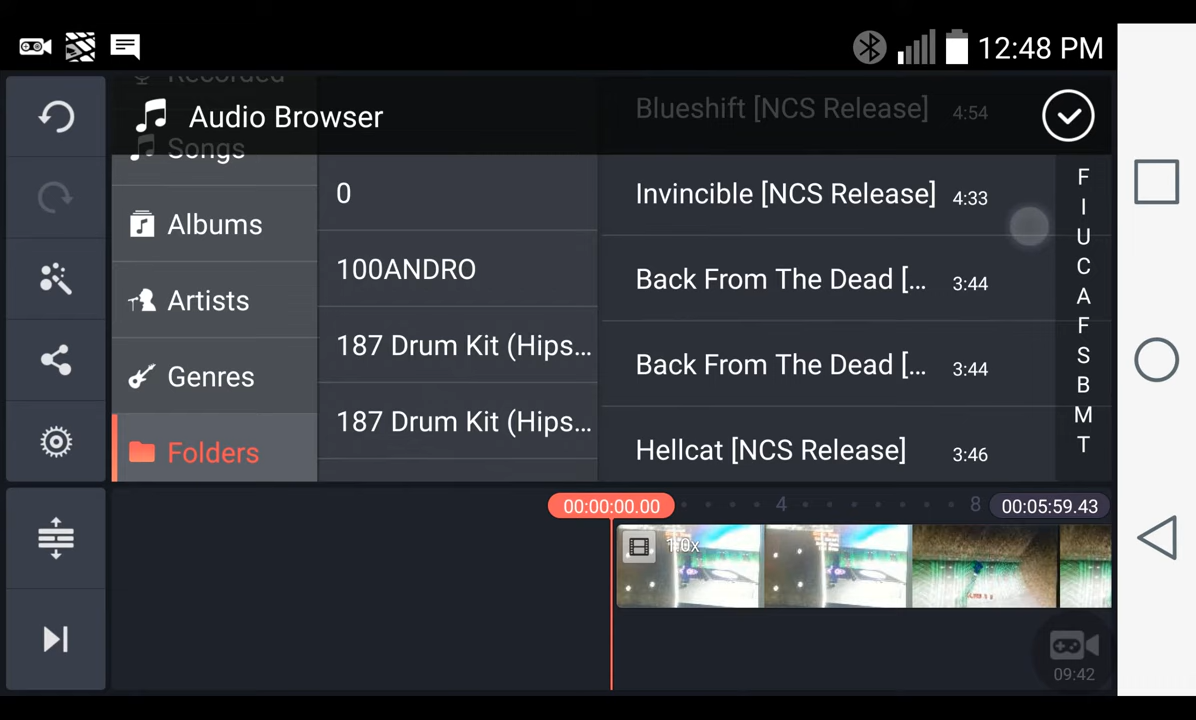 12:48 PM
Recorded
Audio Browser
Songs
Albums
Artists
Genres
Folders
0
100ANDRO
187 Drum Kit (Hips...
187 Drum Kit (Hips...
Blueshift [NCS Release] 4:54
Invincible [NCS Release] 4:33
Back From The Dead [... 3:44
Back From The Dead [... 3:44
Hellcat [NCS Release] 3:46
F
I
U
C
A
F
S
B
M
T
00:00:00.00
4
8
00:05:59.43
1.0x
09:42